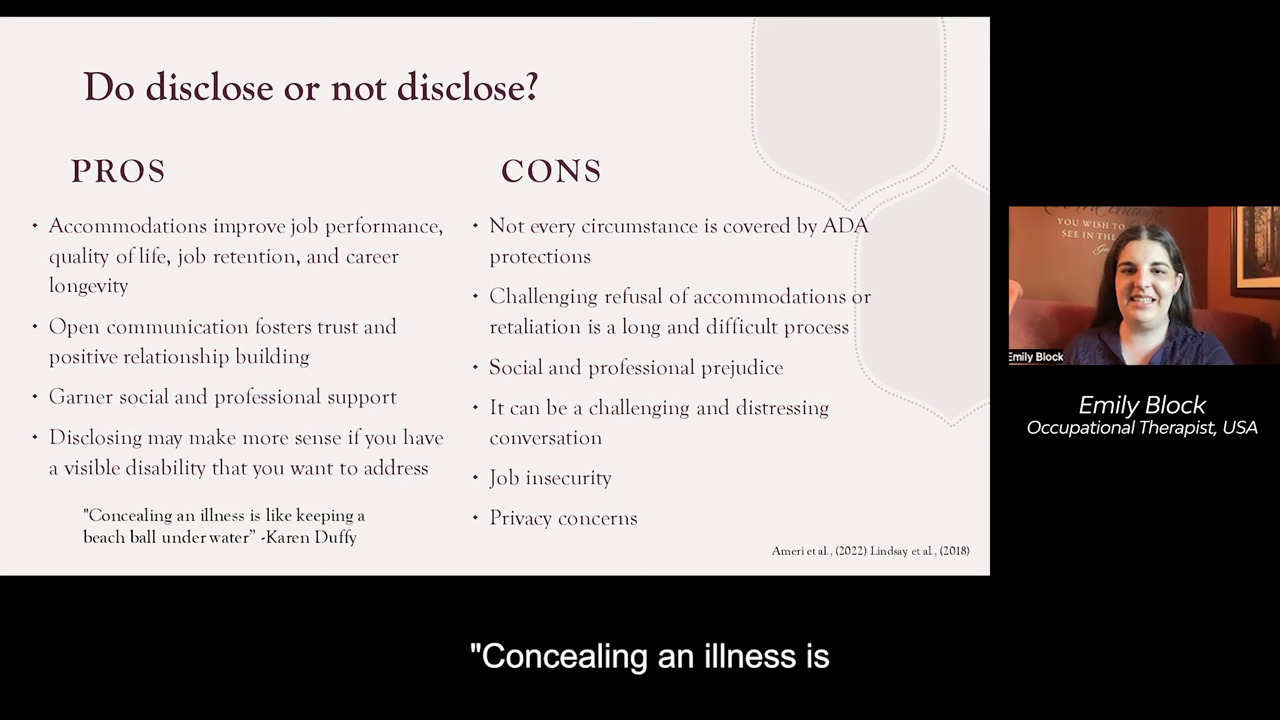 Do disclose or not disclose?
PROS
• Accommodations improve job performance,
quality of life, job retention, and career
longevity
• Open communication fosters trust and
positive relationship building
• Garner social and professional support
• Disclosing may make more sense if you have
a visible disability that you want to address
"Concealing an illness is like keeping a
beach ball under water” -Karen Duffy
CONS
• Not every circumstance is covered by ADA
protections
• Challenging refusal of accommodations or
retaliation is a long and difficult process
• Social and professional prejudice
• It can be a challenging and distressing
conversation
• Job insecurity
• Privacy concerns
Ameri et al., (2022) Lindsay et al., (2018)
YOU WISH TO
SEE IN THE
Emily Block
Emily Block
Occupational Therapist, USA
"Concealing an illness is